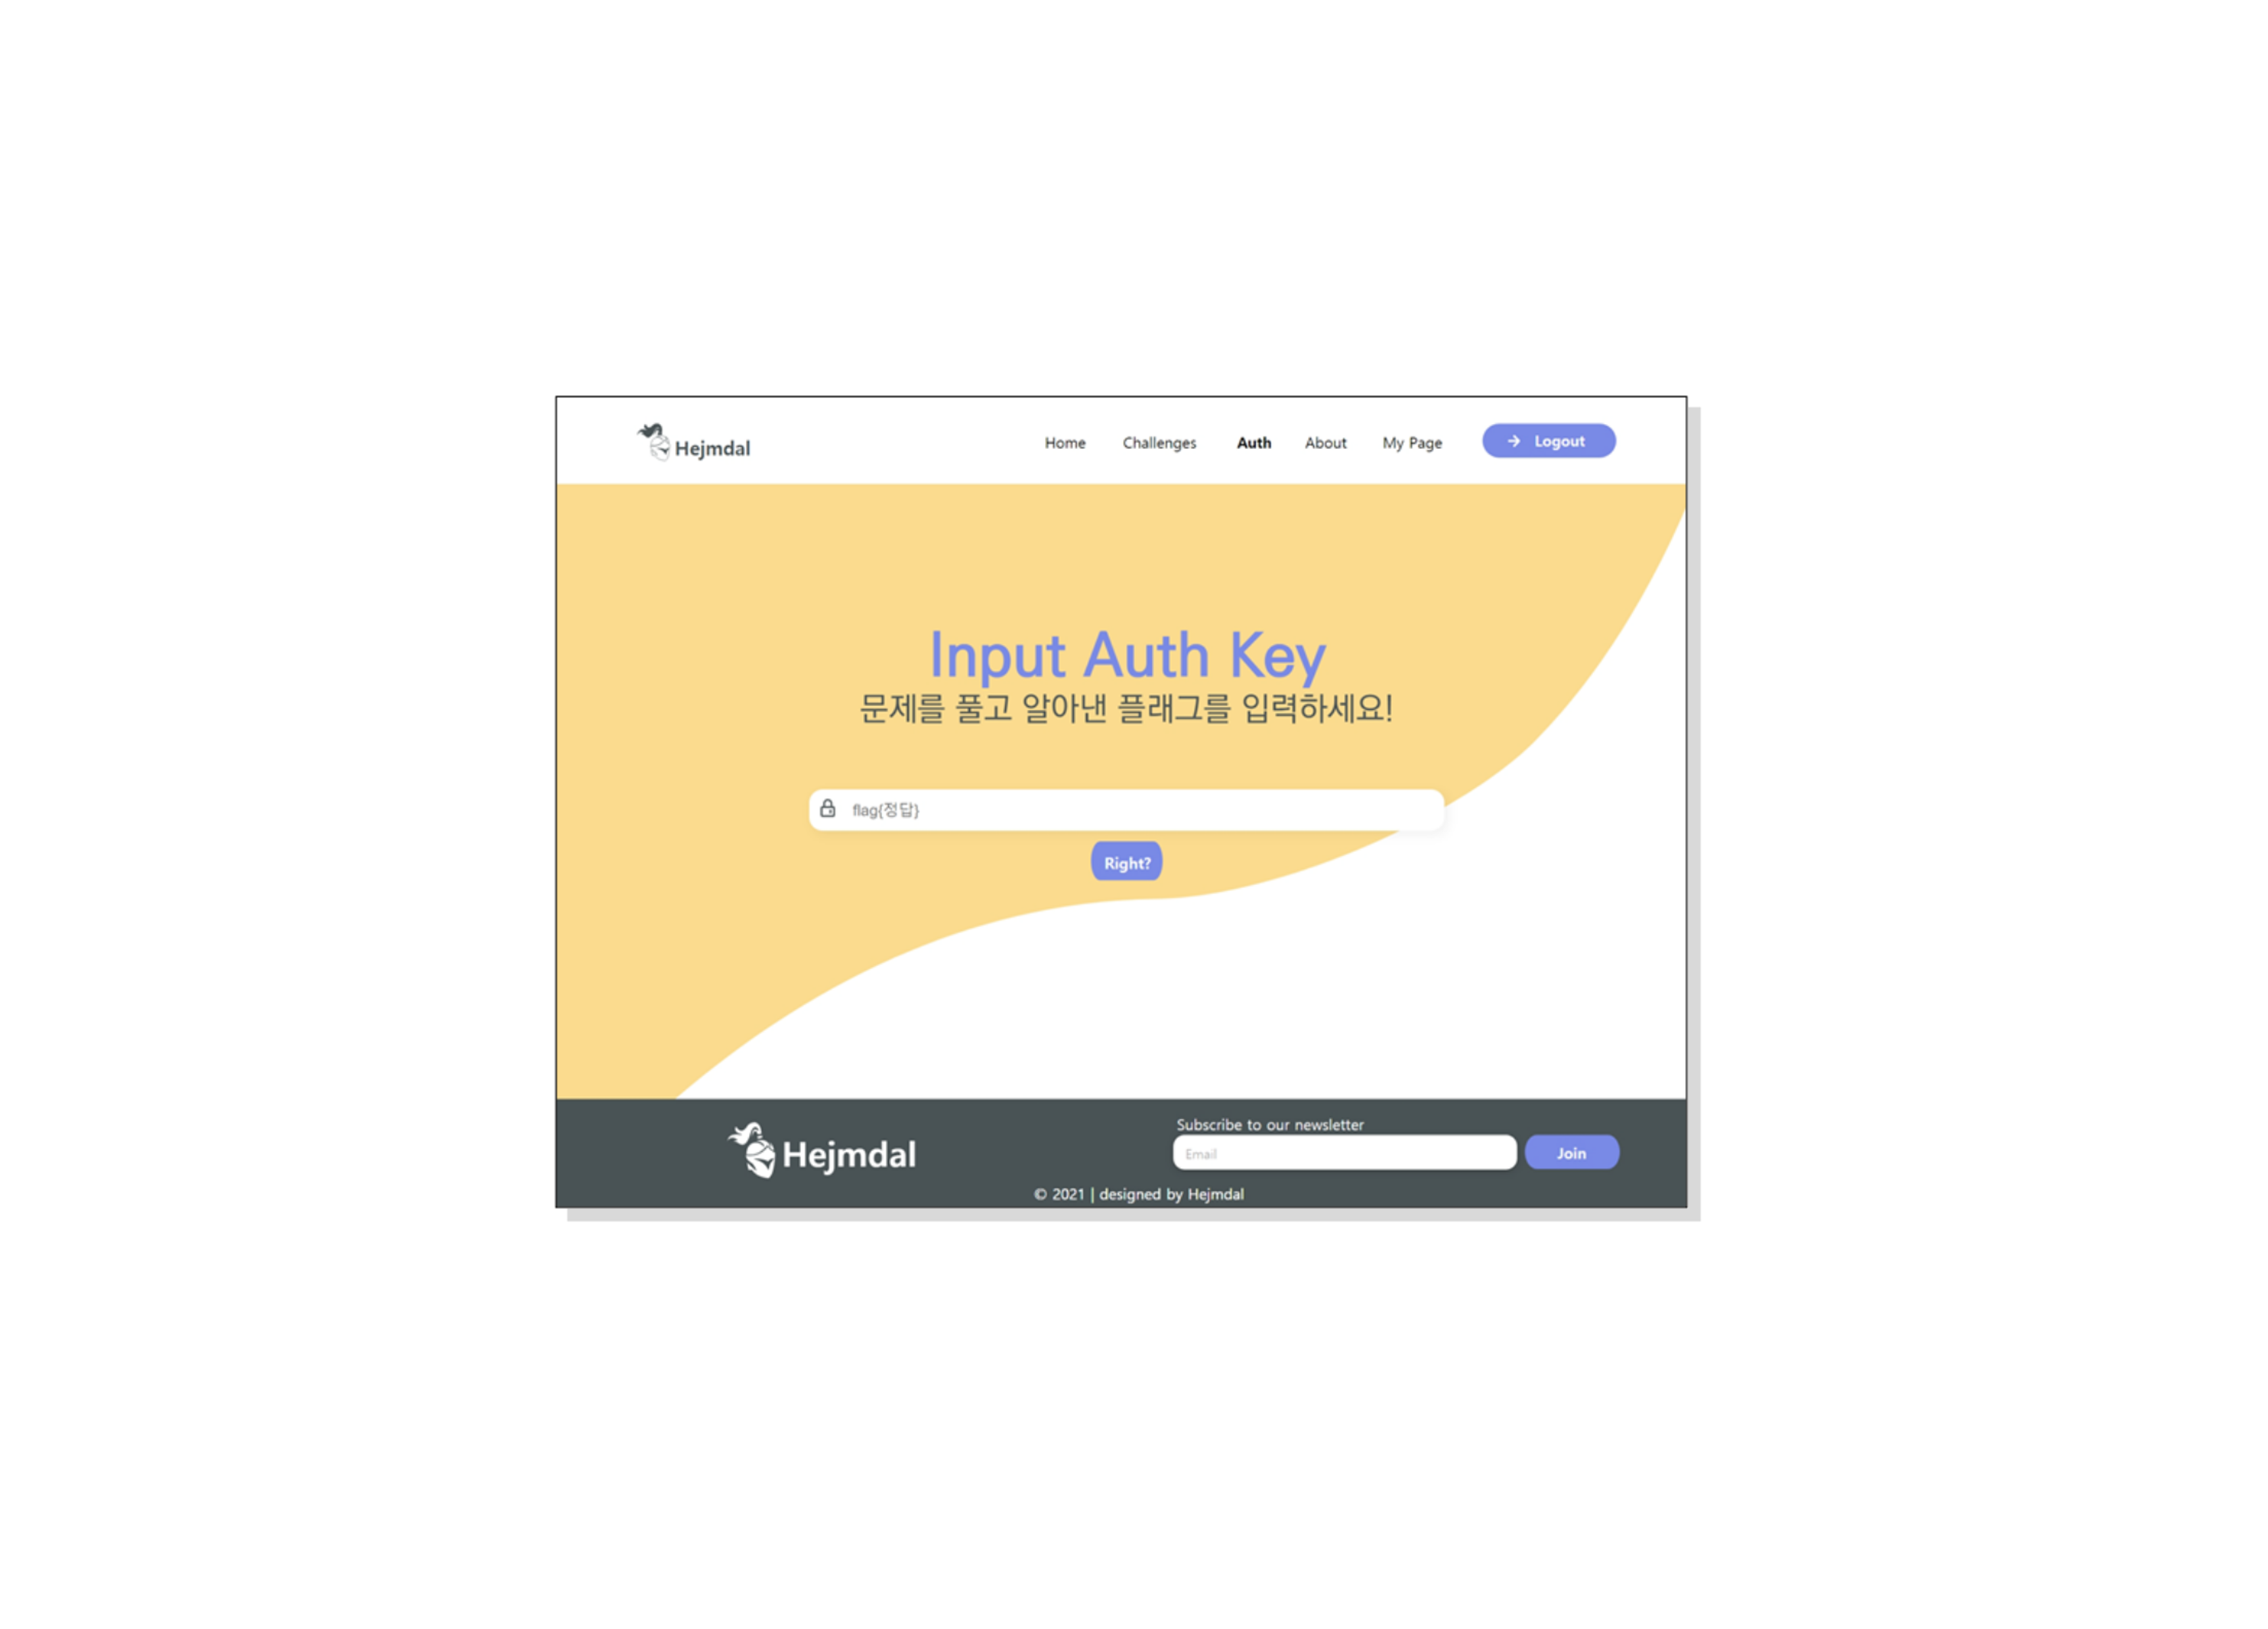 Hejmdal
Home Challenges Auth About My Page Logout
Input Auth Key
문제를 풀고 알아낸 플래그를 입력하세요!
flag{정답}
Right?
Subscribe to our newsletter
Hejmdal
Email
Join
© 2021 | designed by Hejmdal